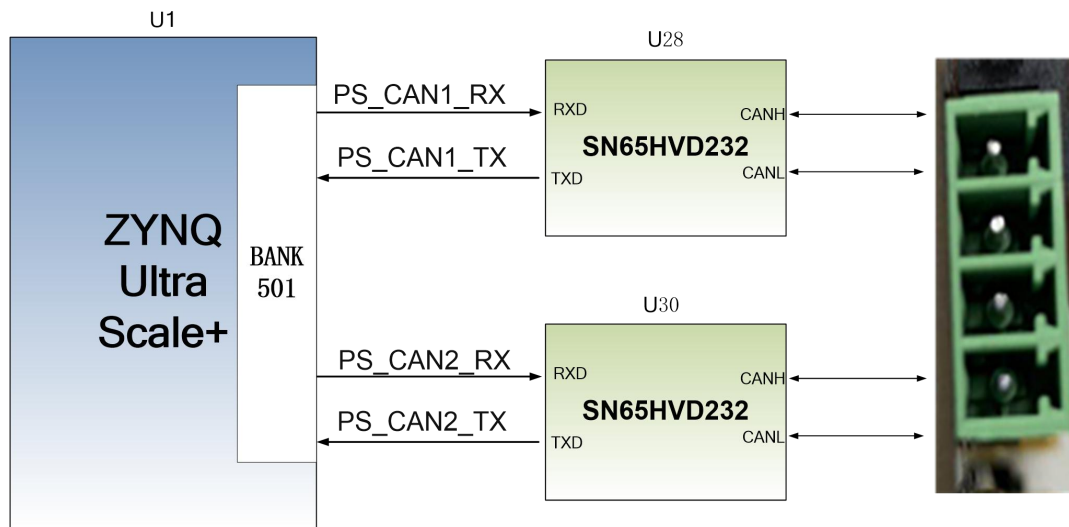 U1
ZYNQ
Ultra
Scale+
BANK
501
PS_CAN1_RX
PS_CAN1_TX
U28
RXD
CANH
SN65HVD232
TXD
CANL
PS_CAN2_RX
PS_CAN2_TX
U30
RXD
CANH
SN65HVD232
TXD
CANL